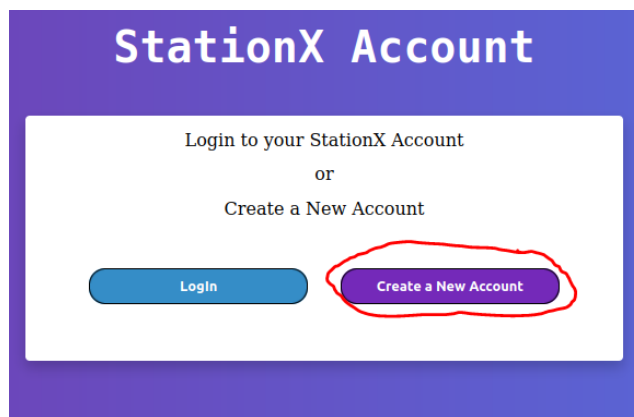 StationX Account
Login to your StationX Account
or
Create a New Account
Login
Create a New Account